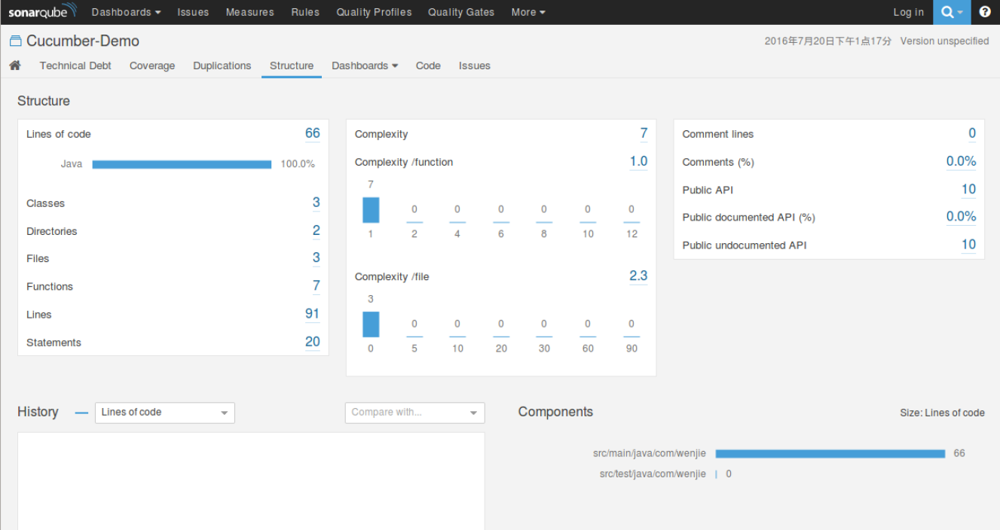 sonarqube Dashboards Issues Measures Rules Quality Profiles Quality Gates More Log in ?
Cucumber-Demo 2016年7月20日下午1点17分 Version unspecified
Technical Debt Coverage Duplications Structure Dashboards Code Issues
Structure
Lines of code 66
Java 100.0%
Classes 3
Directories 2
Files 3
Functions 7
Lines 91
Statements 20
Complexity 7
Complexity /function 1.0
7 0 0 0 0 0 0
1 2 4 6 8 10 12
Complexity /file 2.3
3 0 0 0 0 0 0
0 5 10 20 30 60 90
Comment lines 0
Comments (%) 0.0%
Public API 10
Public documented API (%) 0.0%
Public undocumented API 10
History Lines of code Compare with...
Components Size: Lines of code
src/main/java/com/wenjie 66
src/test/java/com/wenjie 0